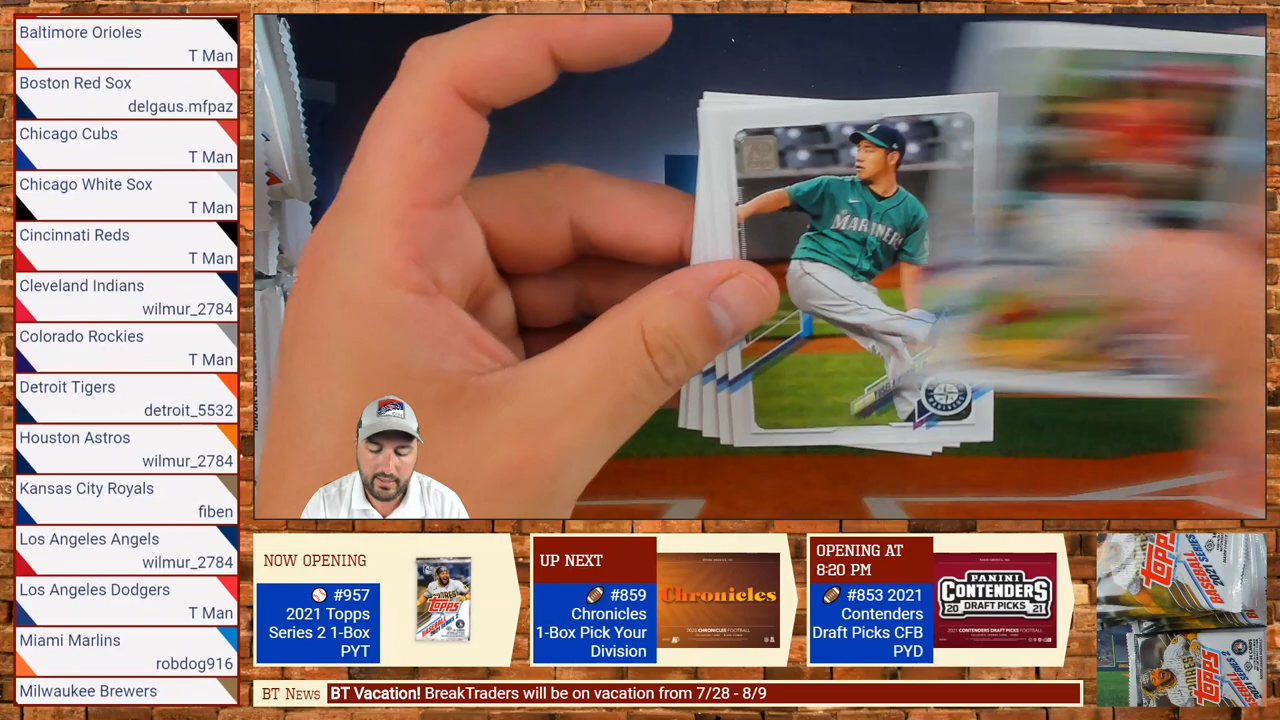 Baltimore Orioles
T Man
Boston Red Sox
delgaus.mfpaz
Chicago Cubs
T Man
Chicago White Sox
T Man
Cincinnati Reds
T Man
Cleveland Indians
wilmur_2784
Colorado Rockies
T Man
Detroit Tigers
detroit_5532
Houston Astros
wilmur_2784
Kansas City Royals
fiben
Los Angeles Angels
wilmur_2784
Los Angeles Dodgers
T Man
Miami Marlins
robdog916
Milwaukee Brewers
MARINERS
NOW OPENING
#957
2021 Topps
Series 2 1-Box
PYT
TOPPS
UP NEXT
#859
Chronicles
1-Box Pick Your
Division
Chronicles
OPENING AT
8:20 PM
#853 2021
Contenders
Draft Picks CFB
PYD
PANINI
CONTENDERS
20 DRAFT PICKS 21
TOPPS
TOPPS
BT News BT Vacation! BreakTraders will be on vacation from 7/28 - 8/9